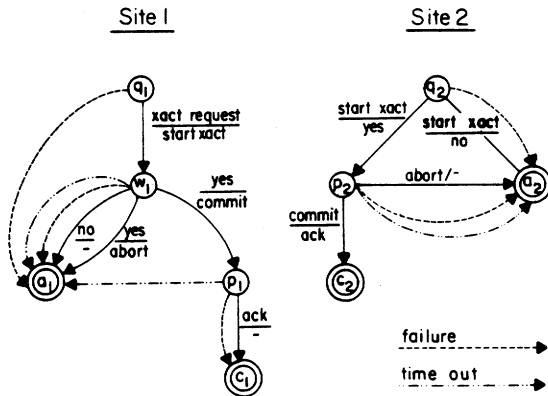 Site 1
Site 2
q1
q2
xact request
start xact
start xact
yes
start xact
no
w1
yes
commit
p2
abort/-
a2
no
-
yes
abort
commit
ack
a1
p1
c2
ack
-
failure
c1
time out